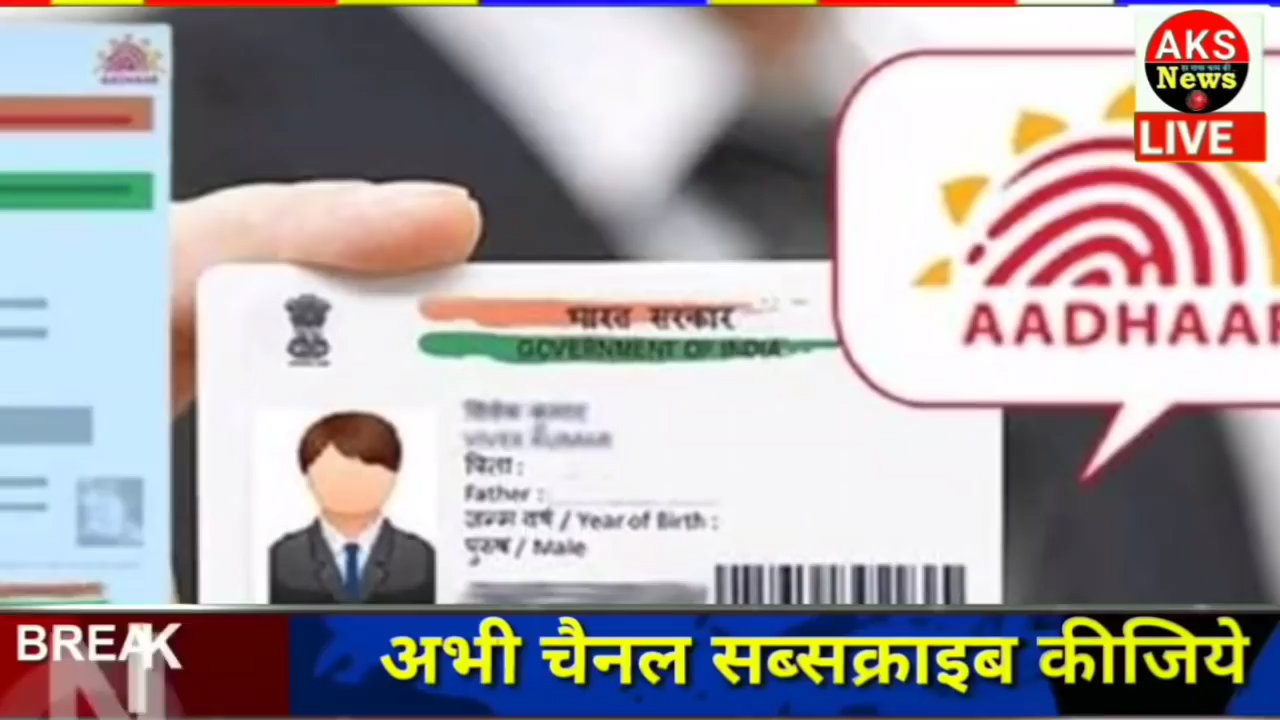 AKS
News
LIVE
AADHAAR
भारत सरकार
GOVERNMENT OF INDIA
AADHAA
पिता :
Father :
जन्म वर्ष / Year of Birth :
पुरुष / Male
BREAK
अभी चैनल सब्सक्राइब कीजिये